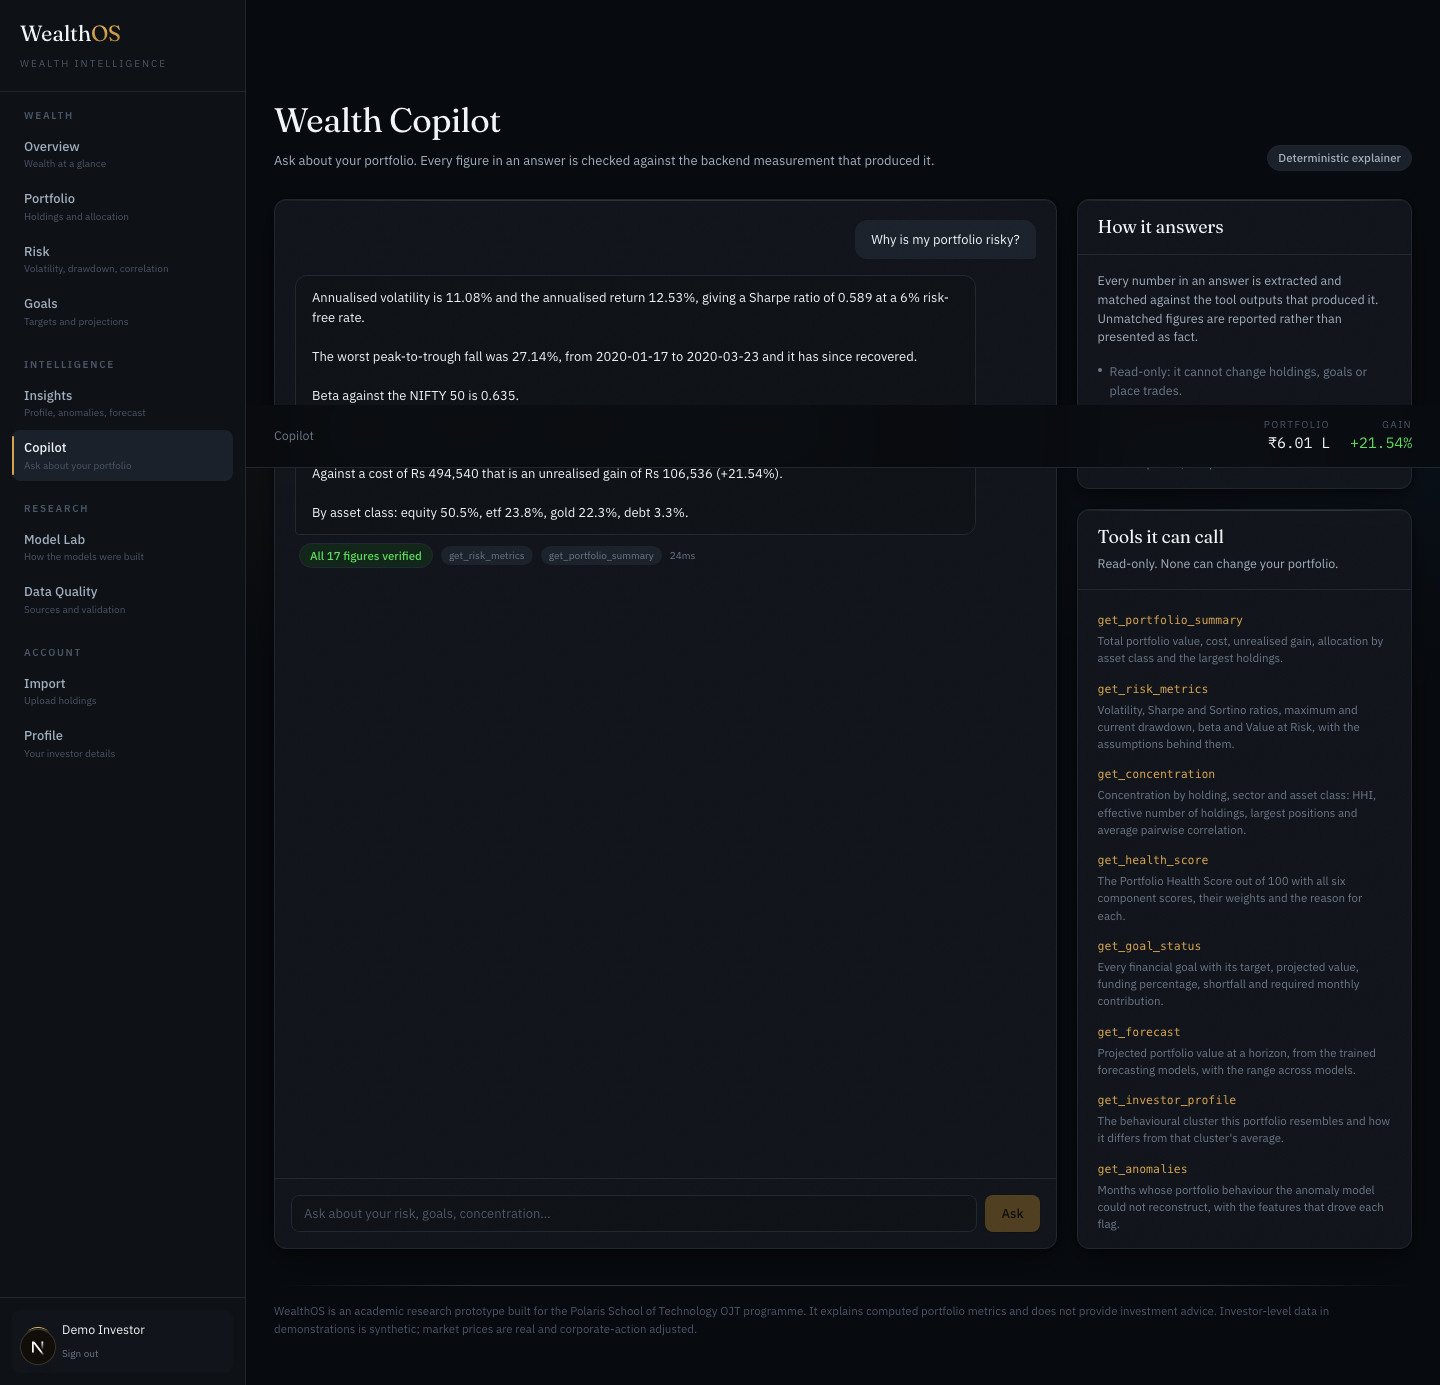 WealthOS
WEALTH INTELLIGENCE
WEALTH
Overview
Wealth at a glance
Portfolio
Holdings and allocation
Risk
Volatility, drawdown, correlation
Goals
Targets and projections
INTELLIGENCE
Insights
Profile, anomalies, forecast
Copilot
Ask about your portfolio
RESEARCH
Model Lab
How the models were built
Data Quality
Sources and validation
ACCOUNT
Import
Upload holdings
Profile
Your investor details
N
Demo Investor
Sign out
Wealth Copilot
Ask about your portfolio. Every figure in an answer is checked against the backend measurement that produced it.
Deterministic explainer
Why is my portfolio risky?
Annualised volatility is 11.08% and the annualised return 12.53%, giving a Sharpe ratio of 0.589 at a 6% risk-
free rate.
The worst peak-to-trough fall was 27.14%, from 2020-01-17 to 2020-03-23 and it has since recovered.
Beta against the NIFTY 50 is 0.635.
Copilot
PORTFOLIO
₹6.01 L
GAIN
+21.54%
Against a cost of Rs 494,540 that is an unrealised gain of Rs 106,536 (+21.54%).
By asset class: equity 50.5%, etf 23.8%, gold 22.3%, debt 3.3%.
All 17 figures verified
get_risk_metrics
get_portfolio_summary
24ms
Ask about your risk, goals, concentration...
Ask
How it answers
Every number in an answer is extracted and
matched against the tool outputs that produced it.
Unmatched figures are reported rather than
presented as fact.
Read-only: it cannot change holdings, goals or
place trades.
Tools it can call
Read-only. None can change your portfolio.
get_portfolio_summary
Total portfolio value, cost, unrealised gain, allocation by
asset class and the largest holdings.
get_risk_metrics
Volatility, Sharpe and Sortino ratios, maximum and
current drawdown, beta and Value at Risk, with the
assumptions behind them.
get_concentration
Concentration by holding, sector and asset class: HHI,
effective number of holdings, largest positions and
average pairwise correlation.
get_health_score
The Portfolio Health Score out of 100 with all six
component scores, their weights and the reason for
each.
get_goal_status
Every financial goal with its target, projected value,
funding percentage, shortfall and required monthly
contribution.
get_forecast
Projected portfolio value at a horizon, from the trained
forecasting models, with the range across models.
get_investor_profile
The behavioural cluster this portfolio resembles and how
it differs from that cluster's average.
get_anomalies
Months whose portfolio behaviour the anomaly model
could not reconstruct, with the features that drove each
flag.
WealthOS is an academic research prototype built for the Polaris School of Technology OJT programme. It explains computed portfolio metrics and does not provide investment advice. Investor-level data in
demonstrations is synthetic; market prices are real and corporate-action adjusted.